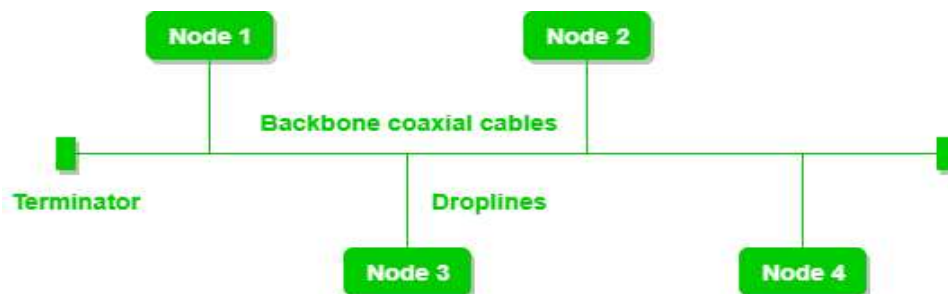 Node 1
Node 2
Backbone coaxial cables
Terminator
Droplines
Node 3
Node 4